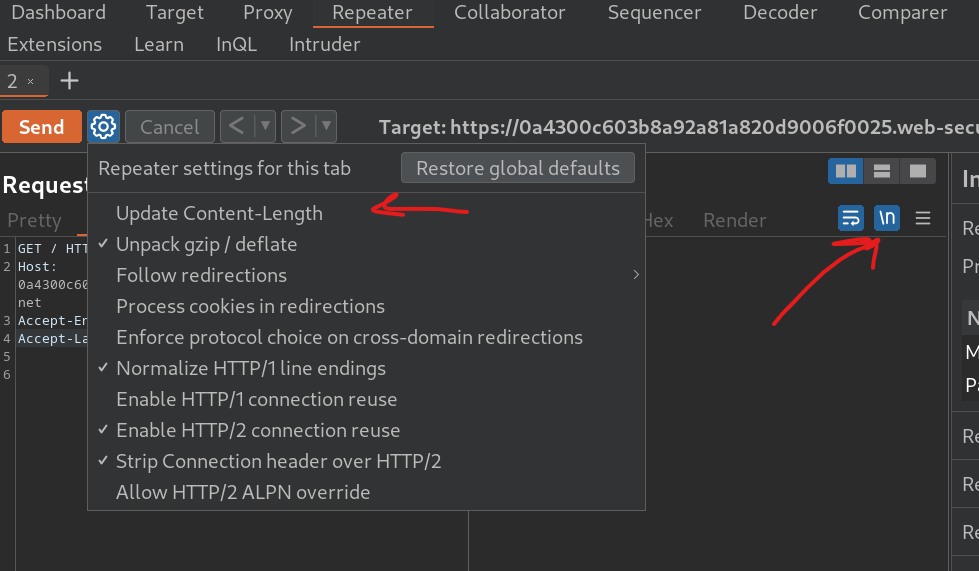 Dashboard Target Proxy Repeater Collaborator Sequencer Decoder Comparer
Extensions Learn InQL Intruder
2 × +
Send Cancel < > Target: https://0a4300c603b8a92a81a820d9006f0025.web-secu
Repeater settings for this tab Restore global defaults
Request
Pretty Hex Render
\n
Update Content-Length
✓ Unpack gzip / deflate
Follow redirections >
Process cookies in redirections
Enforce protocol choice on cross-domain redirections
✓ Normalize HTTP/1 line endings
Enable HTTP/1 connection reuse
✓ Enable HTTP/2 connection reuse
✓ Strip Connection header over HTTP/2
Allow HTTP/2 ALPN override
1 GET / HTT
2 Host:
0a4300c60
net
3 Accept-En
4 Accept-La
5
6
In
Re
Pr
N
M
Pa
Re
Re
Re